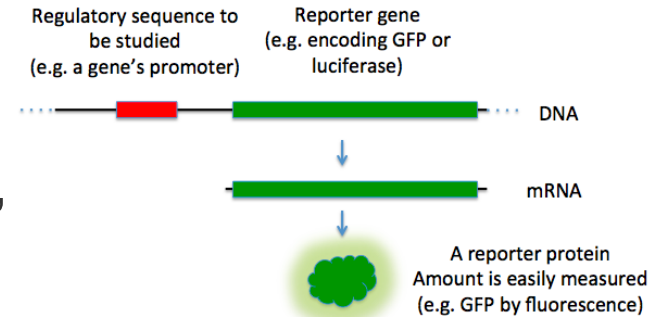 Regulatory sequence to
be studied
(e.g. a gene's promoter)
Reporter gene
(e.g. encoding GFP or
luciferase)
DNA
mRNA
,
A reporter protein
Amount is easily measured
(e.g. GFP by fluorescence)